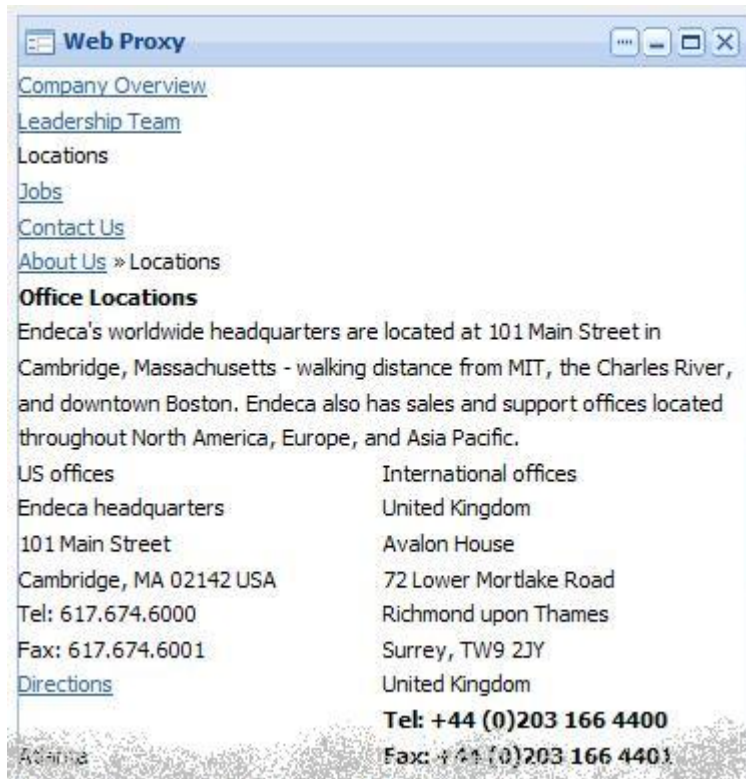 Web Proxy
Company Overview
Leadership Team
Locations
Jobs
Contact Us
About Us » Locations
Office Locations
Endeca's worldwide headquarters are located at 101 Main Street in
Cambridge, Massachusetts - walking distance from MIT, the Charles River,
and downtown Boston. Endeca also has sales and support offices located
throughout North America, Europe, and Asia Pacific.
US offices
Endeca headquarters
101 Main Street
Cambridge, MA 02142 USA
Tel: 617.674.6000
Fax: 617.674.6001
Directions
Atlanta
International offices
United Kingdom
Avalon House
72 Lower Mortlake Road
Richmond upon Thames
Surrey, TW9 2JY
United Kingdom
Tel: +44 (0)203 166 4400
Fax: +44 (0)203 166 4401